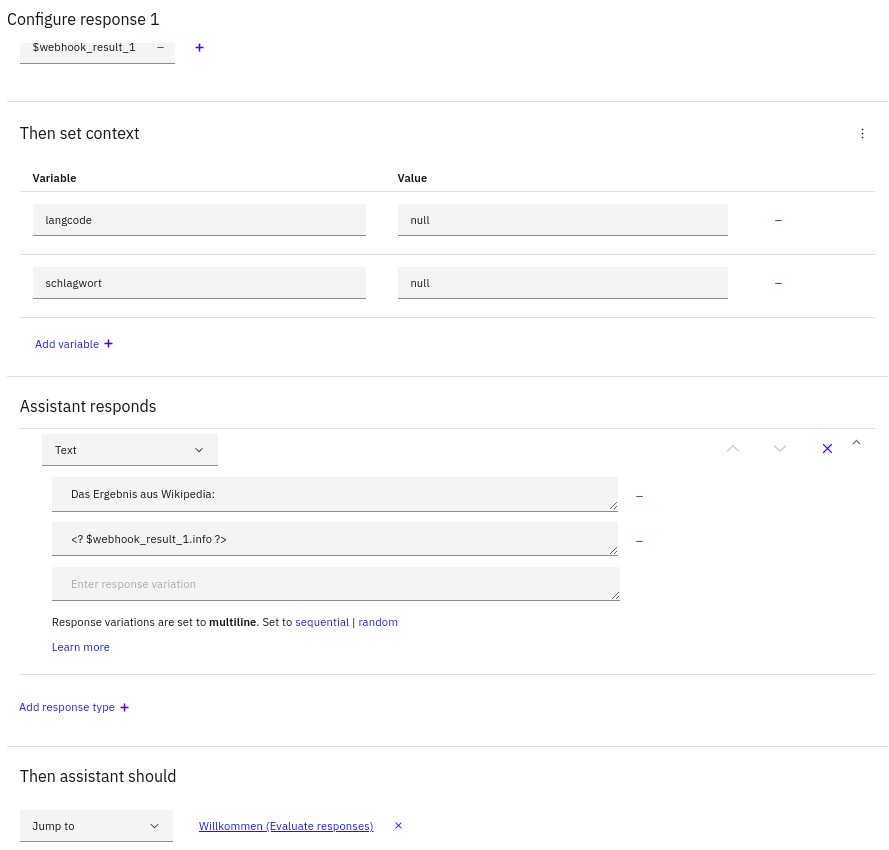 Configure response 1
$webhook_result_1 − +
Then set context
Variable Value
langcode null −
schlagwort null −
Add variable +
Assistant responds
Text
Das Ergebnis aus Wikipedia: −
<? $webhook_result_1.info ?> −
Enter response variation
Response variations are set to multiline. Set to sequential | random
Learn more
Add response type +
Then assistant should
Jump to Willkommen (Evaluate responses) ×